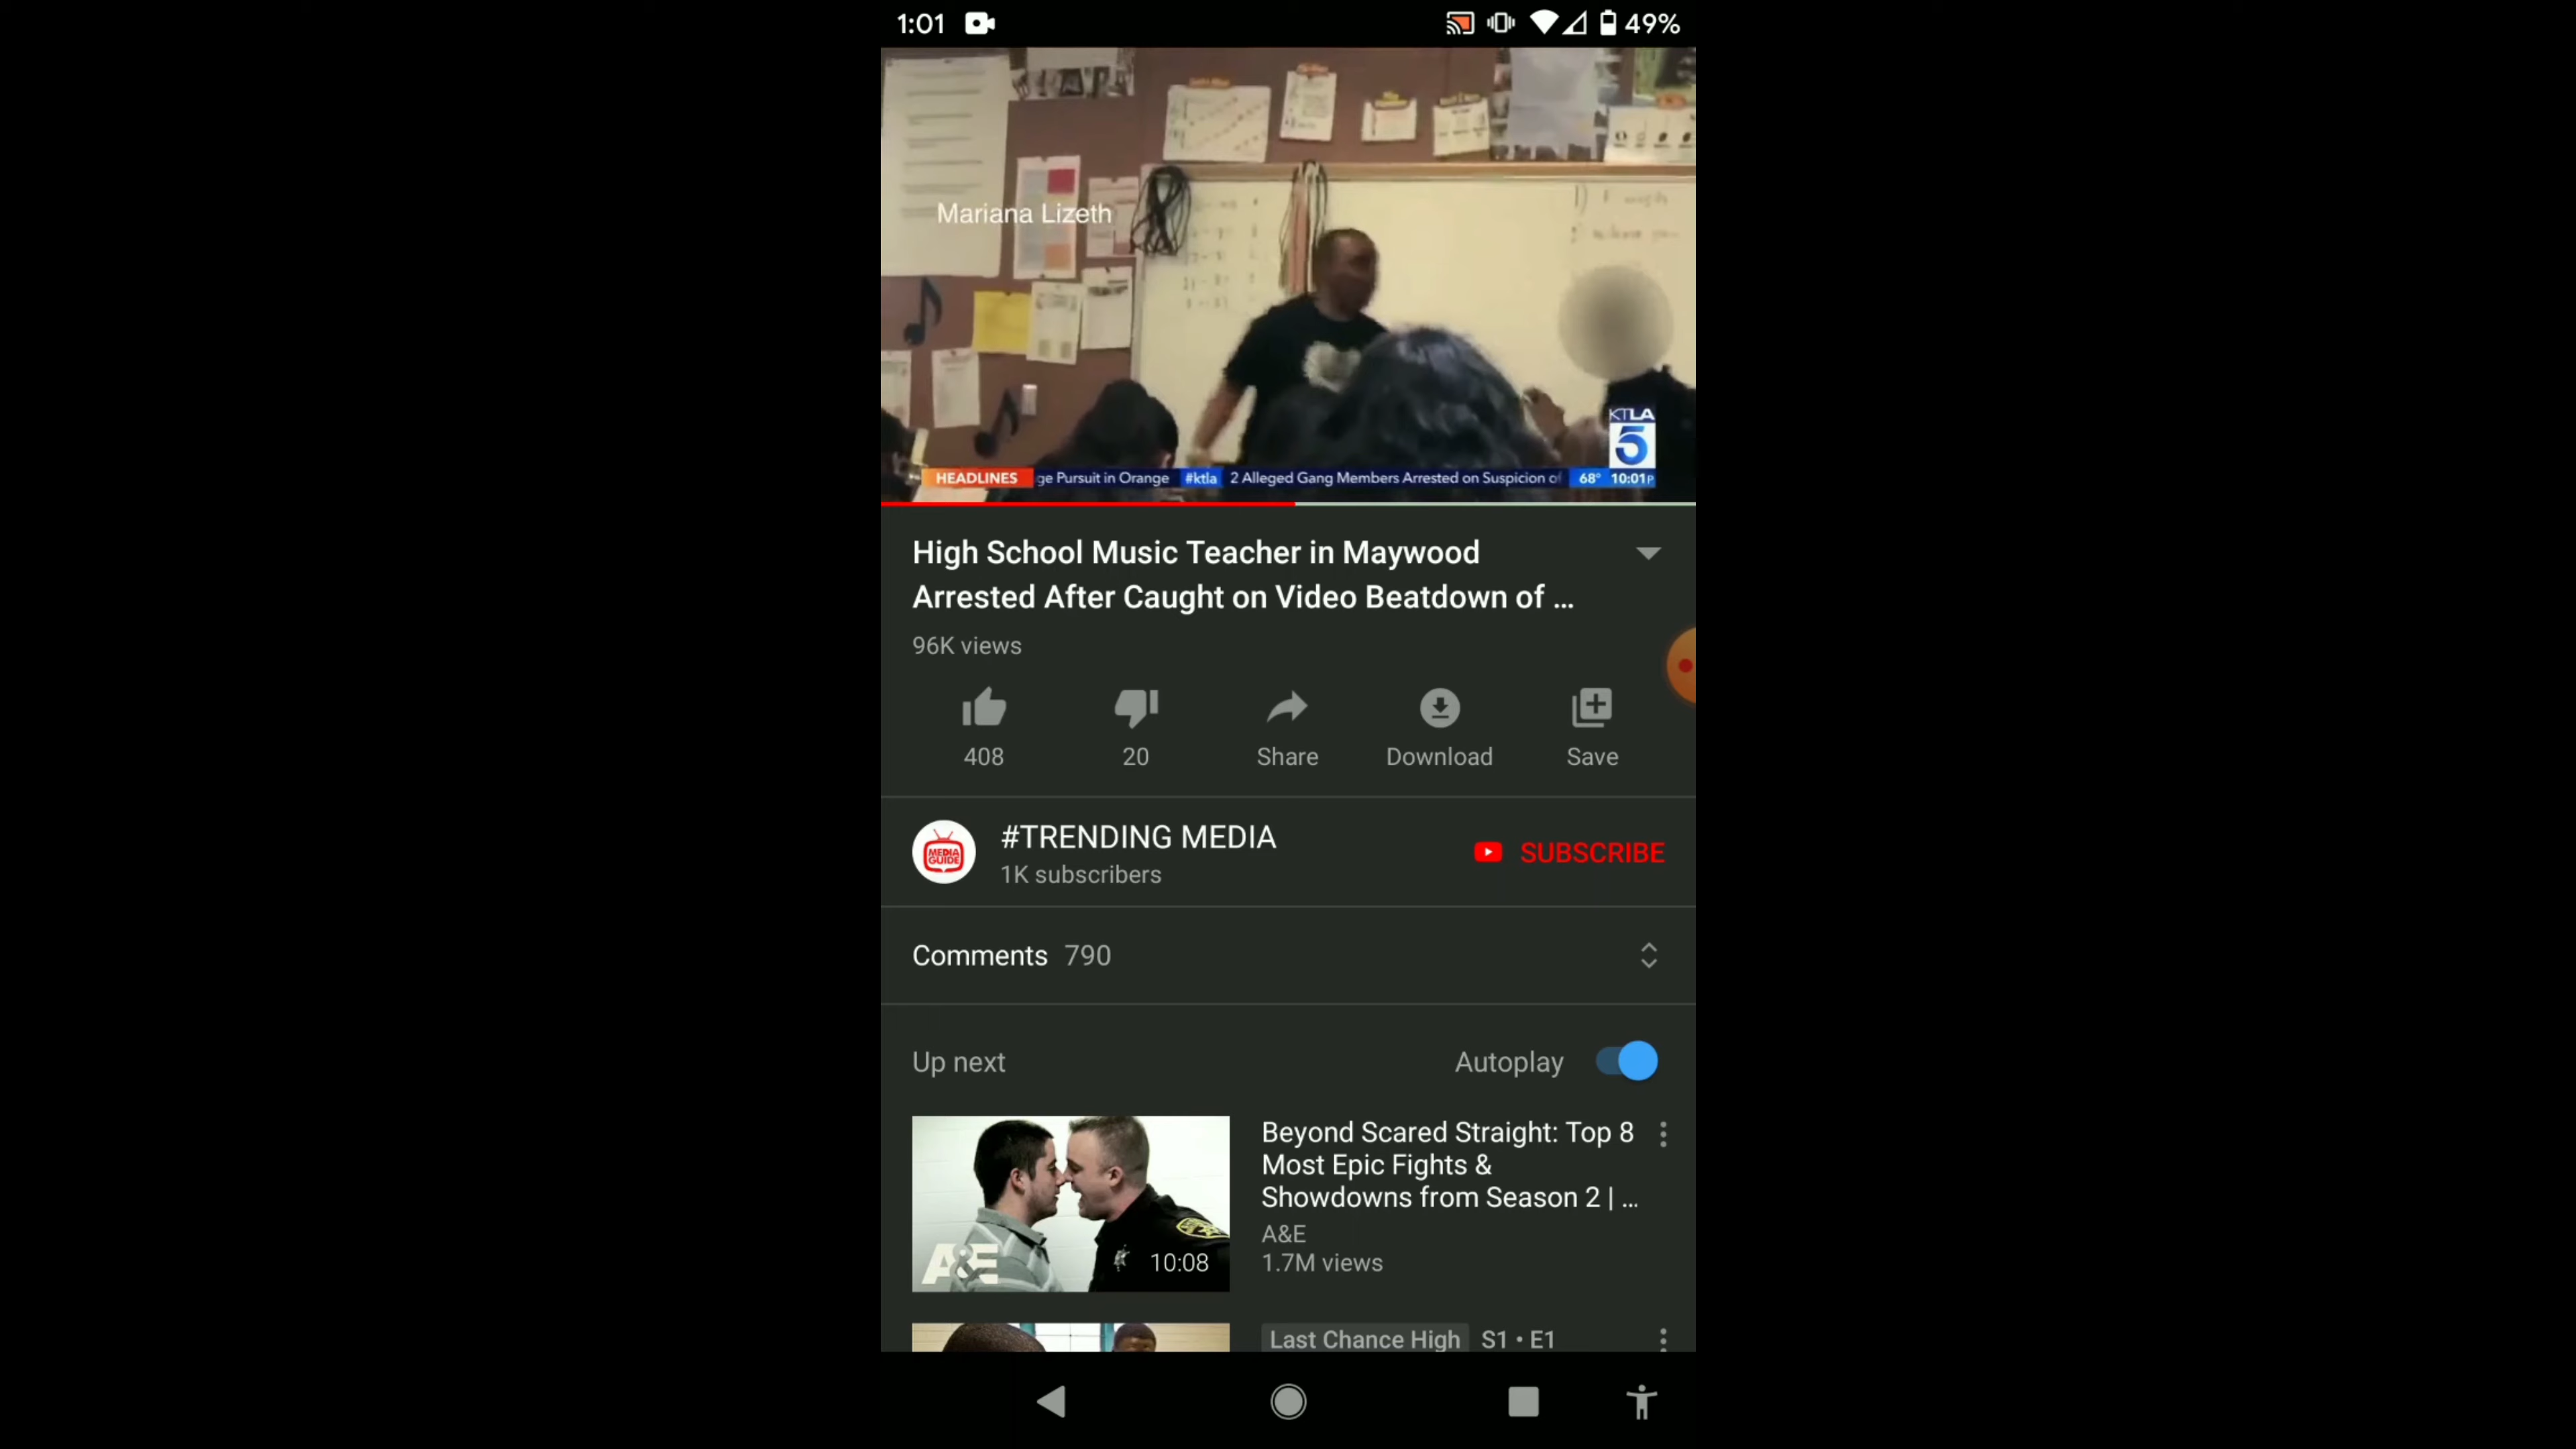 1:01
49%
Mariana Lizeth
KTLA
5
HEADLINES ge Pursuit in Orange #ktla 2 Alleged Gang Members Arrested on Suspicion of 68° 10:01P
High School Music Teacher in Maywood
Arrested After Caught on Video Beatdown of ...
96K views
408
20
Share
Download
Save
MEDIA
GUIDE
#TRENDING MEDIA
1K subscribers
SUBSCRIBE
Comments 790
Up next
Autoplay
A&E
10:08
Beyond Scared Straight: Top 8
Most Epic Fights &
Showdowns from Season 2 | ...
A&E
1.7M views
Last Chance High S1 • E1